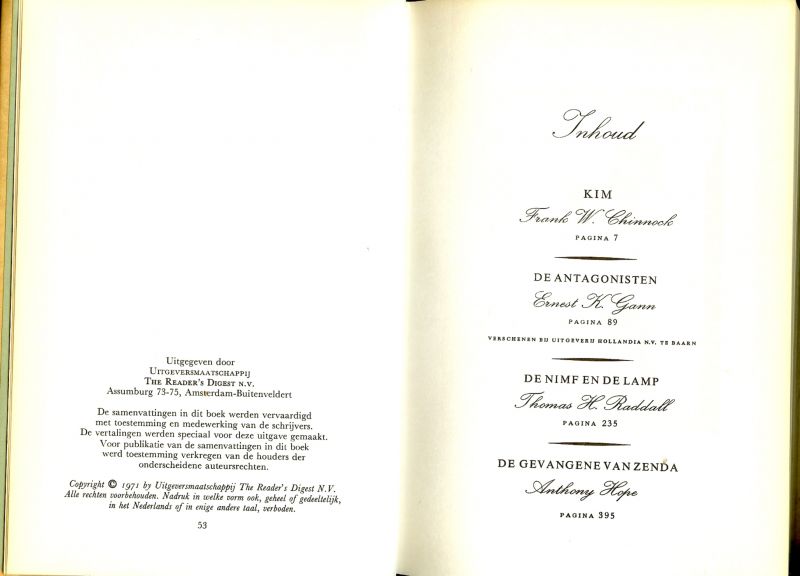 Uitgegeven door
UITGEVERSMAATSCHAPPIJ
THE READER'S DIGEST N.V.
Assumburg 73-75, Amsterdam-Buitenveldert
De samenvattingen in dit boek werden vervaardigd
met toestemming en medewerking van de schrijvers.
De vertalingen werden speciaal voor deze uitgave gemaakt.
Voor publikatie van de samenvattingen in dit boek
werd toestemming verkregen van de houders der
onderscheidene auteursrechten.
Copyright © 1971 by Uitgeversmaatschappij The Reader's Digest N.V.
Alle rechten voorbehouden. Nadruk in welke vorm ook, geheel of gedeeltelijk,
in het Nederlands of in enige andere taal, verboden.
53
Inhoud
KIM
Frank W. Chinnock
PAGINA 7
DE ANTAGONISTEN
Ernest K. Gann
PAGINA 89
VERSCHENEN BIJ UITGEVERIJ HOLLANDIA N.V. TE BAARN
DE NIMF EN DE LAMP
Thomas H. Raddall
PAGINA 235
DE GEVANGENE VAN ZENDA
Anthony Hope
PAGINA 395